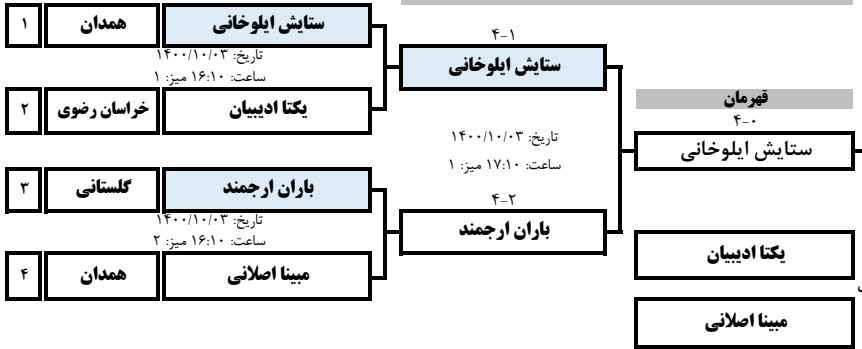 ۱ همدان ستایش ایلوخانی
تاریخ: ۱۴۰۰/۱۰/۰۳
ساعت: ۱۶:۱۰ میز: ۱
۲ خراسان رضوی یکتا ادیبیان
۳ گلستانی باران ارجمند
تاریخ: ۱۴۰۰/۱۰/۰۳
ساعت: ۱۶:۱۰ میز: ۲
۴ همدان مبینا اصلانی
۴-۱
ستایش ایلوخانی
تاریخ: ۱۴۰۰/۱۰/۰۳
ساعت: ۱۷:۱۰ میز: ۱
۴-۲
باران ارجمند
قهرمان
۴-۰
ستایش ایلوخانی
یکتا ادیبیان
مبینا اصلانی